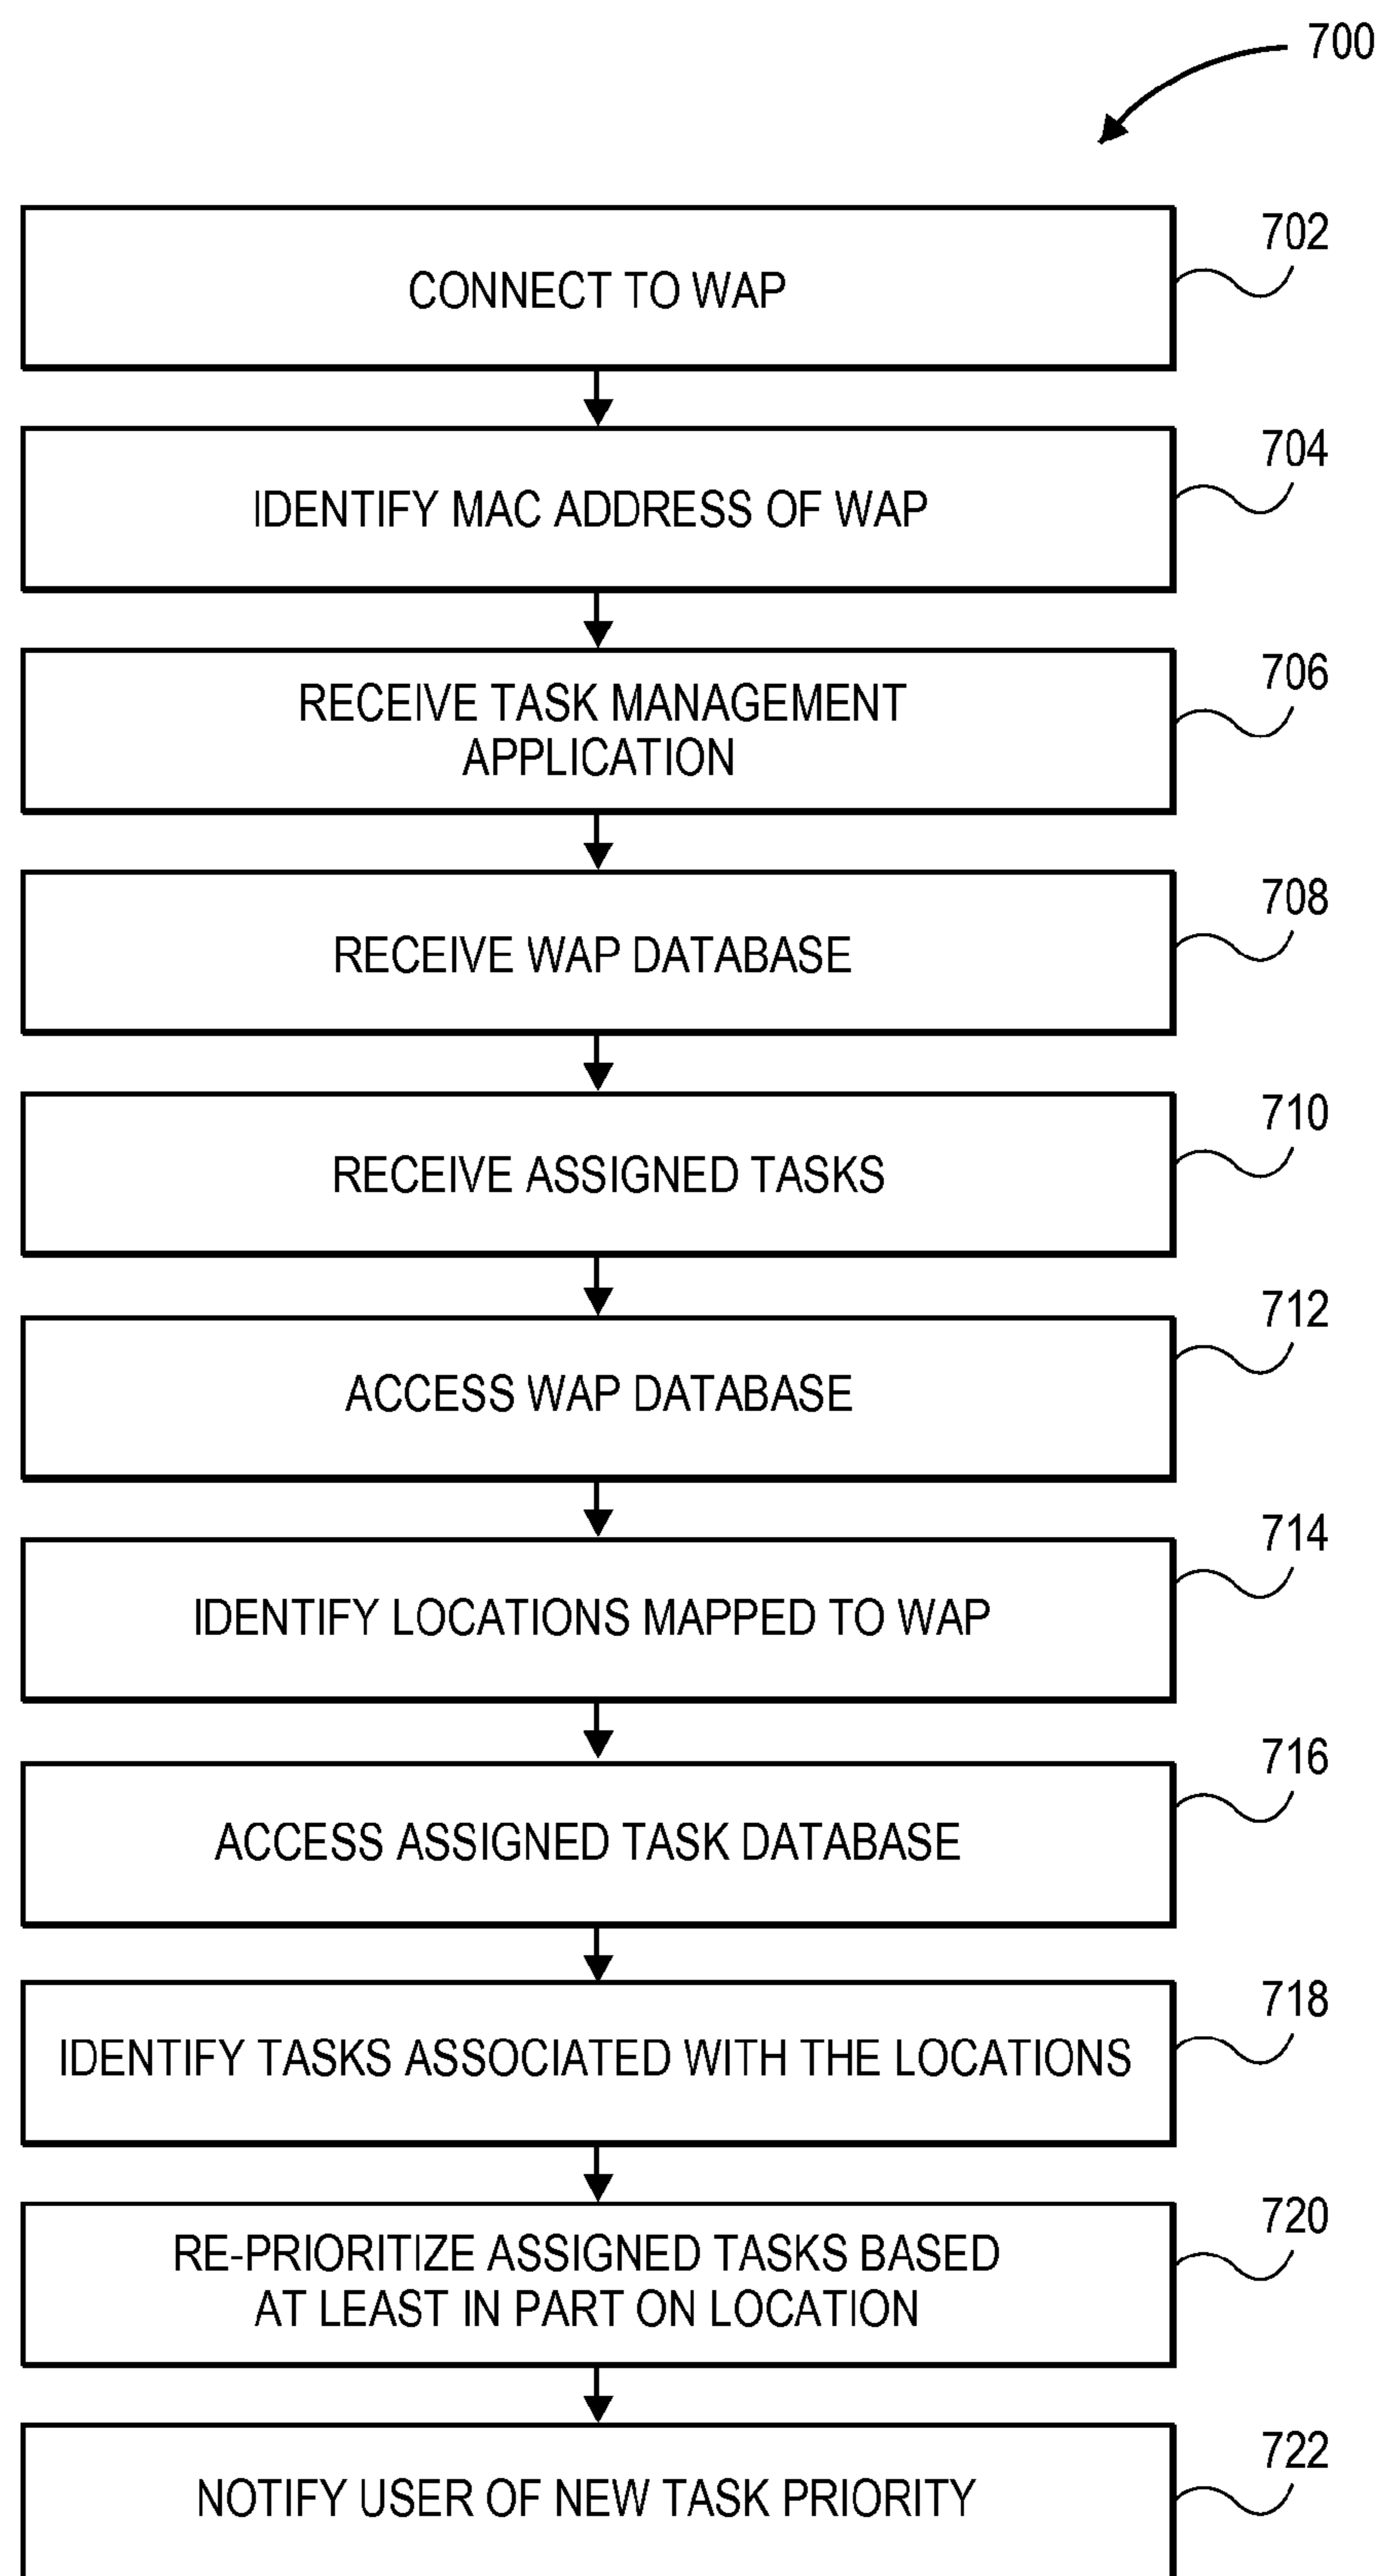 700
CONNECT TO WAP
702
IDENTIFY MAC ADDRESS OF WAP
704
RECEIVE TASK MANAGEMENT
APPLICATION
706
RECEIVE WAP DATABASE
708
RECEIVE ASSIGNED TASKS
710
ACCESS WAP DATABASE
712
IDENTIFY LOCATIONS MAPPED TO WAP
714
ACCESS ASSIGNED TASK DATABASE
716
IDENTIFY TASKS ASSOCIATED WITH THE LOCATIONS
718
RE-PRIORITIZE ASSIGNED TASKS BASED
AT LEAST IN PART ON LOCATION
720
NOTIFY USER OF NEW TASK PRIORITY
722